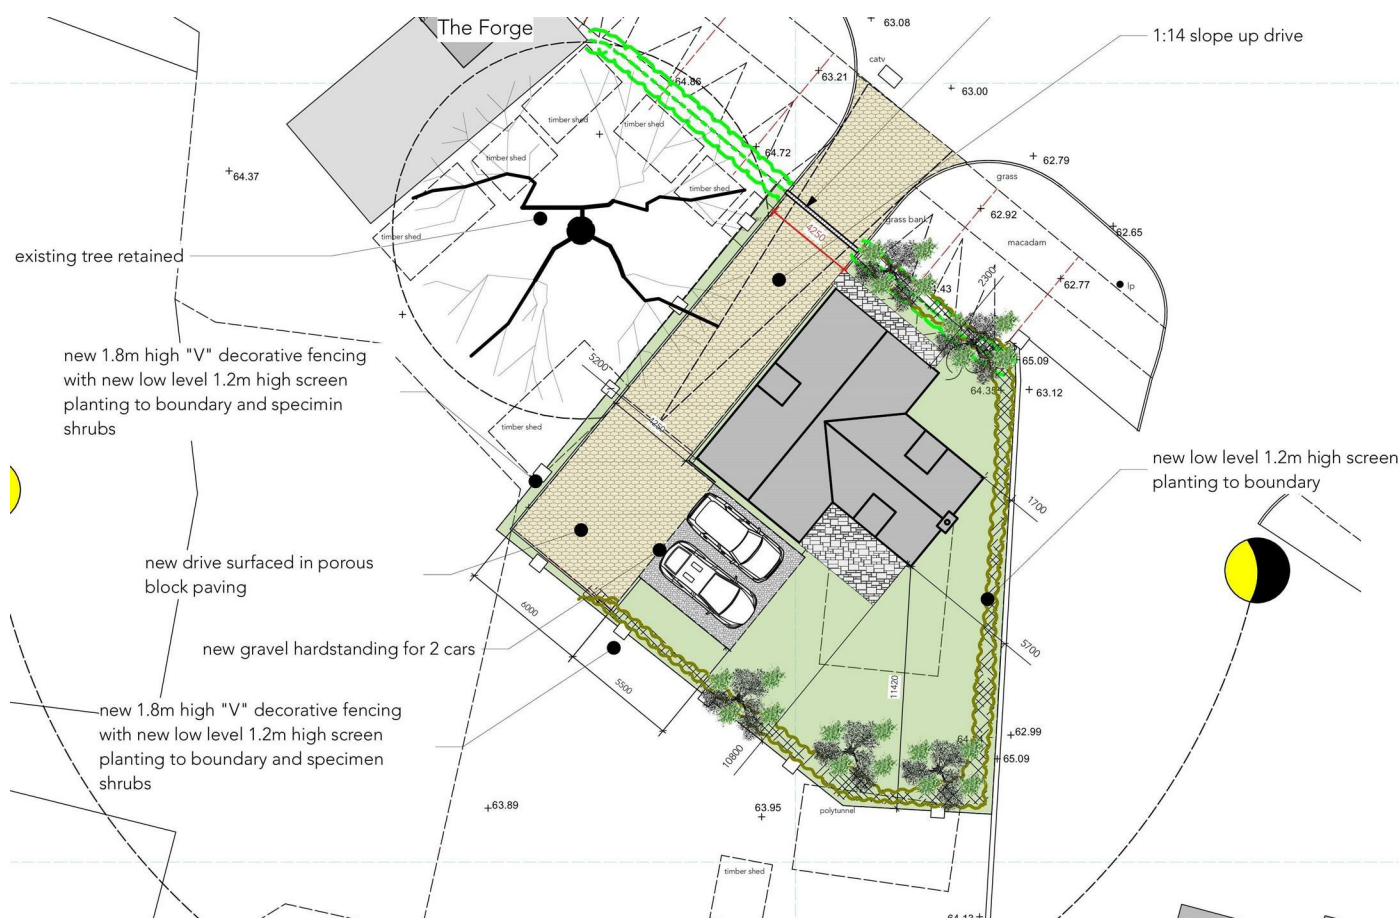 The Forge
63.08
1:14 slope up drive
catv
64.86
63.21
63.00
timber shed
timber shed
64.72
62.79
timber shed
64.37
grass
timber shed
62.92
grass bank
62.65
timber shed
4250
macadam
existing tree retained
62.77
lp
2300
new 1.8m high "V" decorative fencing
with new low level 1.2m high screen
planting to boundary and specimin
shrubs
5200
65.09
64.35
63.12
timber shed
4250
new low level 1.2m high screen
planting to boundary
1700
new drive surfaced in porous
block paving
6000
new gravel hardstanding for 2 cars
5700
5500
11420
new 1.8m high "V" decorative fencing
with new low level 1.2m high screen
planting to boundary and specimen
shrubs
62.99
10800
65.09
63.89
63.95
polytunnel
timber shed